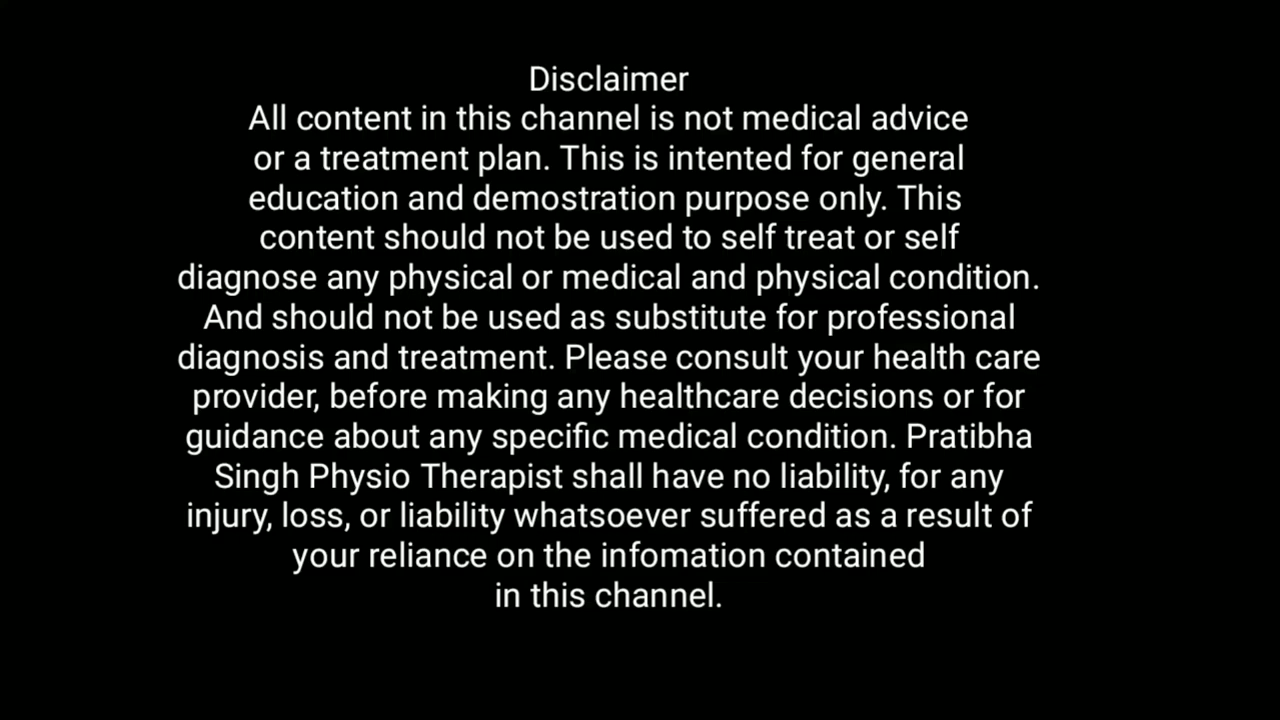 Disclaimer
All content in this channel is not medical advice
or a treatment plan. This is intented for general
education and demostration purpose only. This
content should not be used to self treat or self
diagnose any physical or medical and physical condition.
And should not be used as substitute for professional
diagnosis and treatment. Please consult your health care
provider, before making any healthcare decisions or for
guidance about any specific medical condition. Pratibha
Singh Physio Therapist shall have no liability, for any
injury, loss, or liability whatsoever suffered as a result of
your reliance on the infomation contained
in this channel.